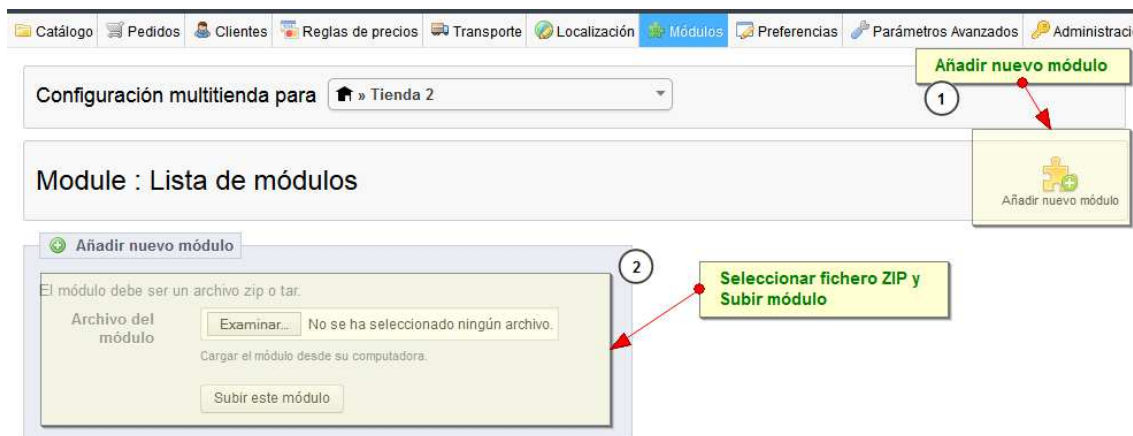 Catálogo Pedidos Clientes Reglas de precios Transporte Localización Módulos Preferencias Parámetros Avanzados Administraci
Añadir nuevo módulo
Configuración multitienda para » Tienda 2
1
Module : Lista de módulos
Añadir nuevo módulo
Añadir nuevo módulo
2
Seleccionar fichero ZIP y
Subir módulo
El módulo debe ser un archivo zip o tar.
Archivo del
módulo
Examinar... No se ha seleccionado ningún archivo.
Cargar el módulo desde su computadora.
Subir este módulo